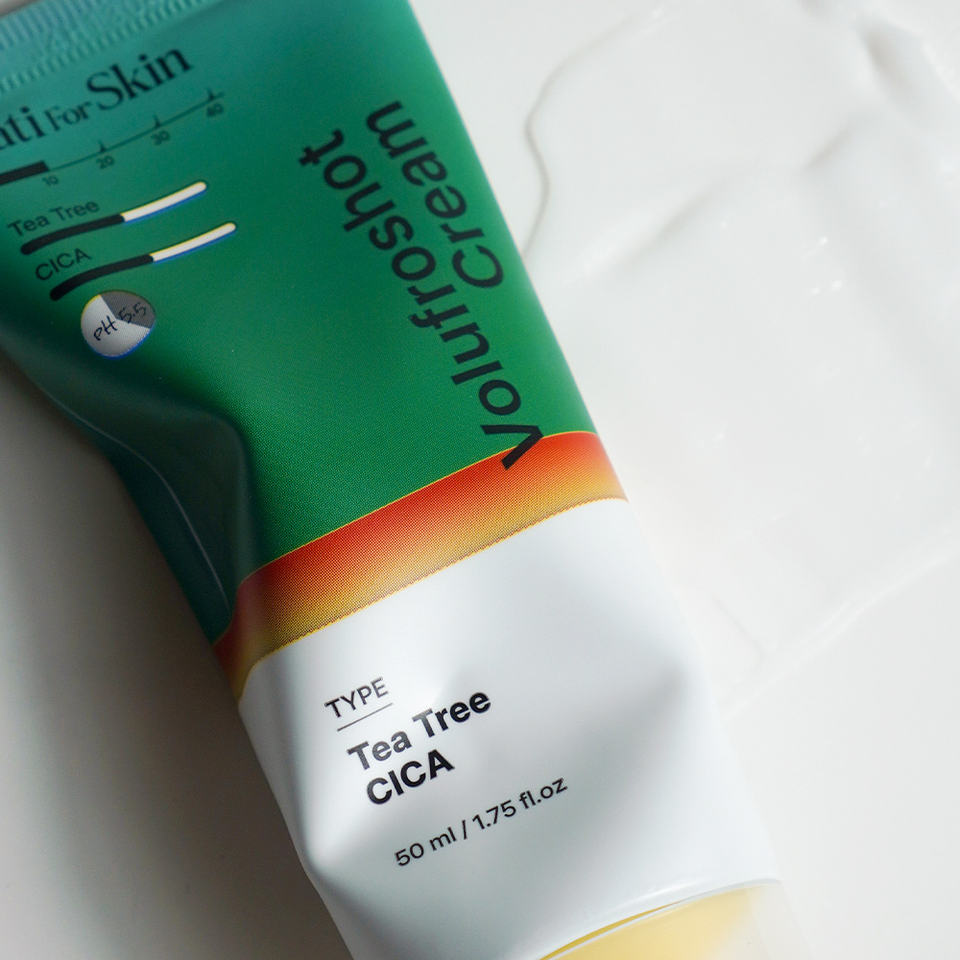 For Skin
10 20 30 40
Tea Tree
CICA
PH 5.5
Volufroshot
Cream
TYPE
Tea Tree
CICA
50 ml / 1.75 fl.oz